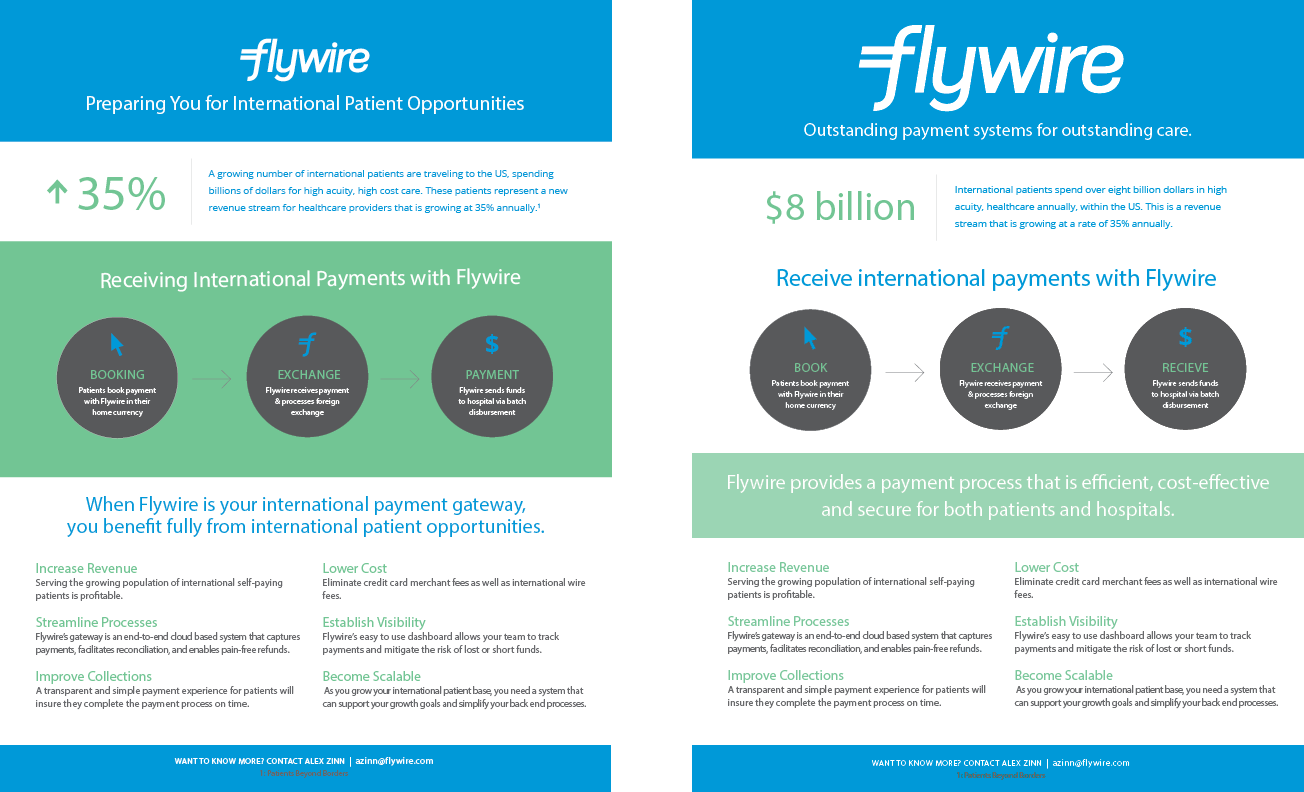 flywire
Preparing You for International Patient Opportunities
35%
A growing number of international patients are traveling to the US, spending
billions of dollars for high acuity, high cost care. These patients represent a new
revenue stream for healthcare providers that is growing at 35% annually.¹
Receiving International Payments with Flywire
BOOKING
Patients book payment
with Flywire in their
home currency
EXCHANGE
Flywire receives payment
& processes foreign
exchange
$
PAYMENT
Flywire sends funds
to hospital via batch
disbursement
When Flywire is your international payment gateway,
you benefit fully from international patient opportunities.
Increase Revenue
Serving the growing population of international self-paying
patients is profitable.
Streamline Processes
Flywire's gateway is an end-to-end cloud based system that captures
payments, facilitates reconciliation, and enables pain-free refunds.
Improve Collections
A transparent and simple payment experience for patients will
insure they complete the payment process on time.
Lower Cost
Eliminate credit card merchant fees as well as international wire
fees.
Establish Visibility
Flywire's easy to use dashboard allows your team to track
payments and mitigate the risk of lost or short funds.
Become Scalable
As you grow your international patient base, you need a system that
can support your growth goals and simplify your back end processes.
WANT TO KNOW MORE? CONTACT ALEX ZINN | azinn@flywire.com
1: Patients Beyond Borders
flywire
Outstanding payment systems for outstanding care.
$8 billion
International patients spend over eight billion dollars in high
acuity, healthcare annually, within the US. This is a revenue
stream that is growing at a rate of 35% annually.
Receive international payments with Flywire
BOOK
Patients book payment
with Flywire in their
home currency
EXCHANGE
Flywire receives payment
& processes foreign
exchange
$
RECIEVE
Flywire sends funds
to hospital via batch
disbursement
Flywire provides a payment process that is efficient, cost-effective
and secure for both patients and hospitals.
Increase Revenue
Serving the growing population of international self-paying
patients is profitable.
Streamline Processes
Flywire's gateway is an end-to-end cloud based system that captures
payments, facilitates reconciliation, and enables pain-free refunds.
Improve Collections
A transparent and simple payment experience for patients will
insure they complete the payment process on time.
Lower Cost
Eliminate credit card merchant fees as well as international wire
fees.
Establish Visibility
Flywire's easy to use dashboard allows your team to track
payments and mitigate the risk of lost or short funds.
Become Scalable
As you grow your international patient base, you need a system that
can support your growth goals and simplify your back end processes.
WANT TO KNOW MORE? CONTACT ALEX ZINN | azinn@flywire.com
1: Patients Beyond Borders